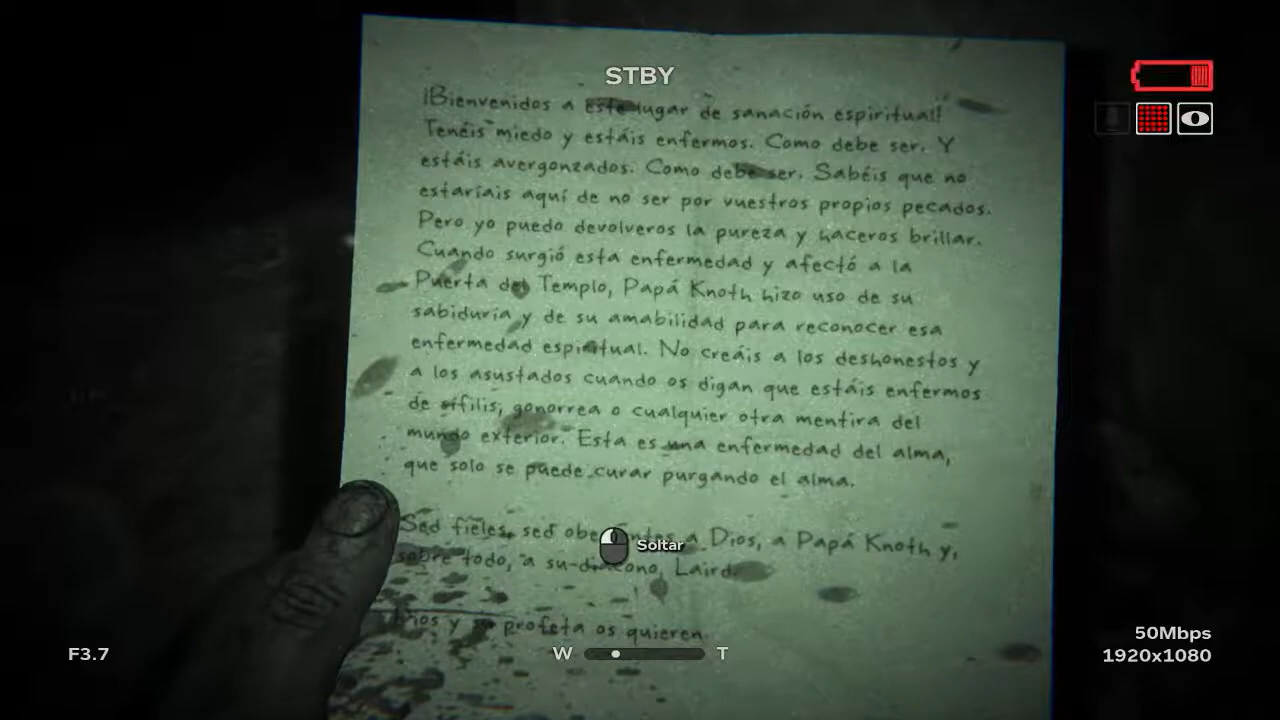 STBY
¡Bienvenidos a este lugar de sanación espiritual!
Tenéis miedo y estáis enfermos. Como debe ser. Y
estáis avergonzados. Como debe ser. Sabéis que no
estaríais aquí de no ser por vuestros propios pecados.
Pero yo puedo devolveros la pureza y haceros brillar.
Cuando surgió esta enfermedad y afectó a la
Puerta del Templo, Papá Knoth hizo uso de su
sabiduría y de su amabilidad para reconocer esa
enfermedad espiritual. No creáis a los deshonestos y
a los asustados cuando os digan que estáis enfermos
de sífilis, gonorrea o cualquier otra mentira del
mundo exterior. Esta es una enfermedad del alma,
que solo se puede curar purgando el alma.
Sed fieles, sed a Dios, a Papá Knoth y,
sobre todo, a su diácono, Laird.
Soltar
Dios y su profeta os quieren
F3.7
W T
50Mbps
1920x1080